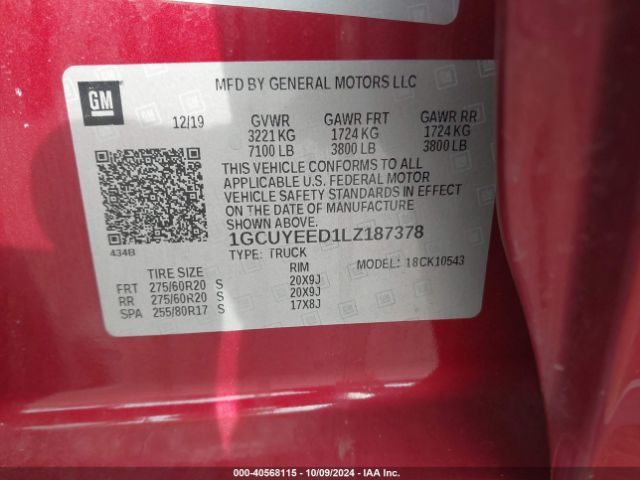 GM
MFD BY GENERAL MOTORS LLC
12/19 GVWR GAWR FRT GAWR RR
3221 KG 1724 KG 1724 KG
7100 LB 3800 LB 3800 LB
THIS VEHICLE CONFORMS TO ALL
APPLICABLE U.S. FEDERAL MOTOR
VEHICLE SAFETY STANDARDS IN EFFECT
ON THE DATE OF MANUFACTURE
SHOWN ABOVE.
434B
1GCUYEED1LZ187378
TYPE: TRUCK MODEL: 18CK10543
TIRE SIZE RIM
FRT 275/60R20 S 20X9J
RR 275/60R20 S 20X9J
SPA 255/80R17 S 17X8J
000-40568115 - 10/09/2024 - IAA Inc.